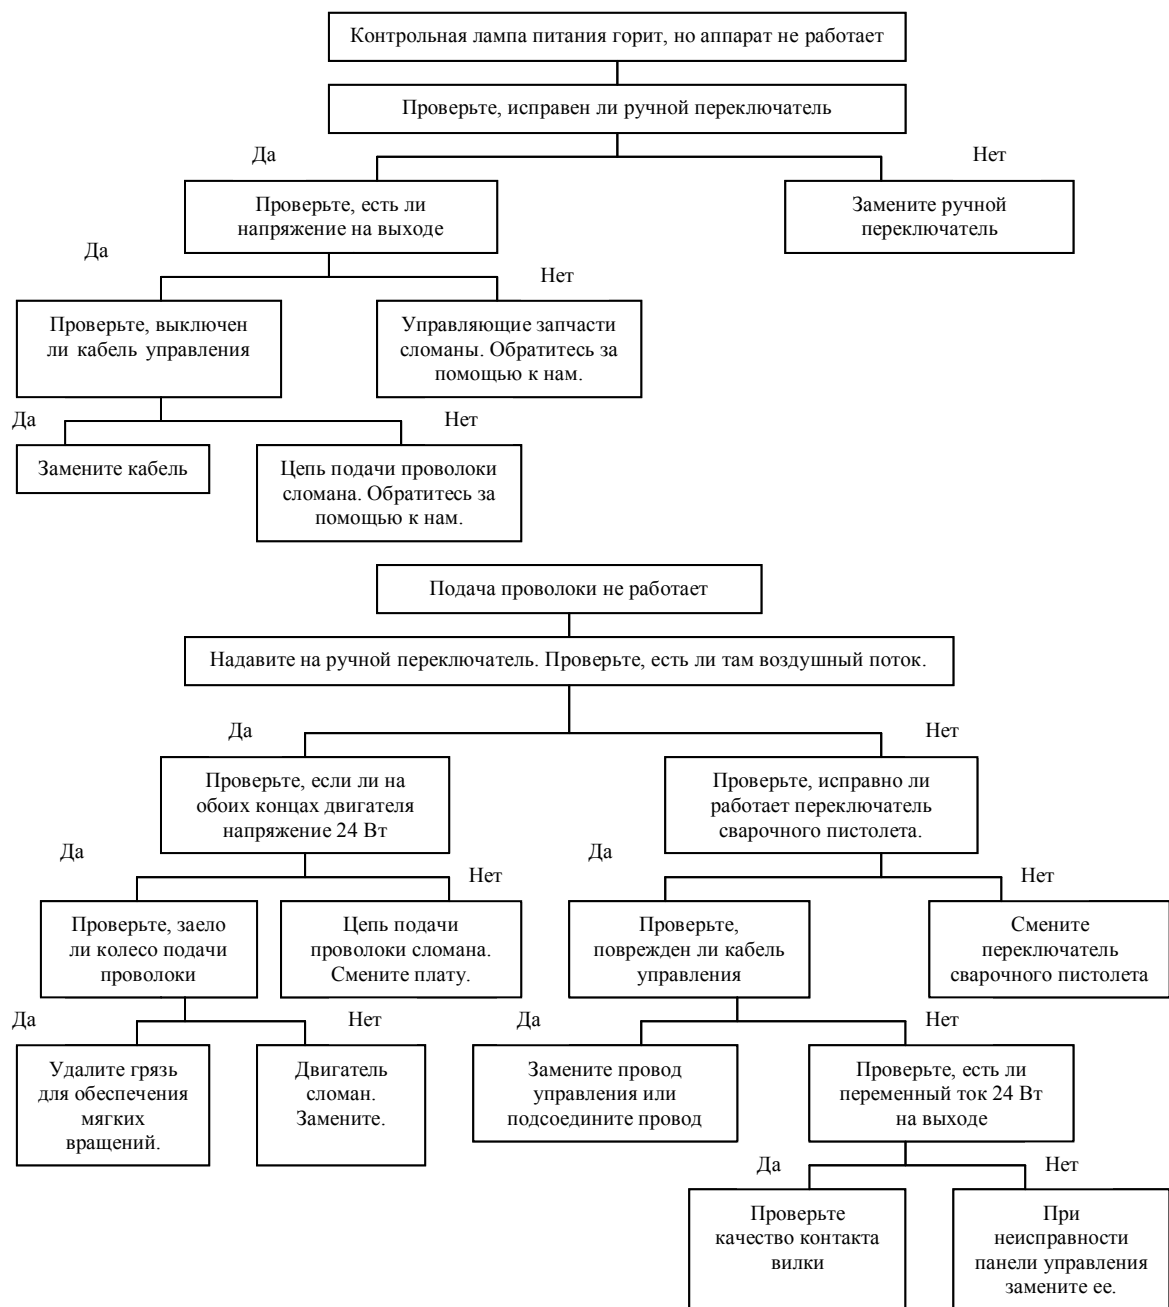 Контрольная лампа питания горит, но аппарат не работает
Проверьте, исправен ли ручной переключатель
Да
Нет
Проверьте, есть ли
напряжение на выходе
Замените ручной
переключатель
Да
Нет
Проверьте, выключен
ли кабель управления
Управляющие запчасти
сломаны. Обратитесь за
помощью к нам.
Да
Нет
Замените кабель
Цепь подачи проволоки
сломана. Обратитесь за
помощью к нам.
Подача проволоки не работает
Надавите на ручной переключатель. Проверьте, есть ли там воздушный поток.
Да
Нет
Проверьте, если ли на
обоих концах двигателя
напряжение 24 Вт
Проверьте, исправно ли
работает переключатель
сварочного пистолета.
Да
Нет
Да
Нет
Проверьте, заело
ли колесо подачи
проволоки
Цепь подачи
проволоки сломана.
Смените плату.
Проверьте,
поврежден ли кабель
управления
Смените
переключатель
сварочного пистолета
Да
Нет
Да
Нет
Удалите грязь
для обеспечения
мягких
вращений.
Двигатель
сломан.
Замените.
Замените провод
управления или
подсоедините провод
Проверьте, есть ли
переменный ток 24 Вт
на выходе
Да
Нет
Проверьте
качество контакта
вилки
При
неисправности
панели управления
замените ее.